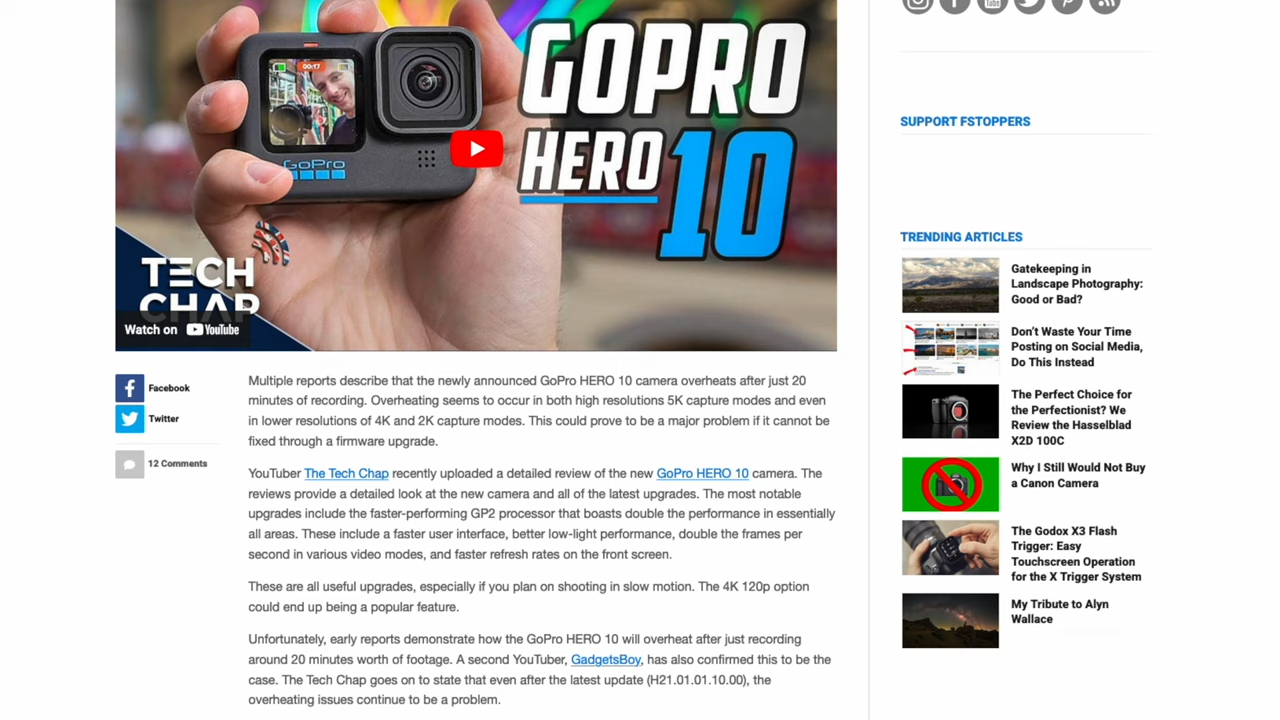 GOPRO
HERO 10
00:17
GoPro
TECH
CHAP
Watch on YouTube
Facebook
Twitter
12 Comments
Multiple reports describe that the newly announced GoPro HERO 10 camera overheats after just 20
minutes of recording. Overheating seems to occur in both high resolutions 5K capture modes and even
in lower resolutions of 4K and 2K capture modes. This could prove to be a major problem if it cannot be
fixed through a firmware upgrade.
YouTuber The Tech Chap recently uploaded a detailed review of the new GoPro HERO 10 camera. The
reviews provide a detailed look at the new camera and all of the latest upgrades. The most notable
upgrades include the faster-performing GP2 processor that boasts double the performance in essentially
all areas. These include a faster user interface, better low-light performance, double the frames per
second in various video modes, and faster refresh rates on the front screen.
These are all useful upgrades, especially if you plan on shooting in slow motion. The 4K 120p option
could end up being a popular feature.
Unfortunately, early reports demonstrate how the GoPro HERO 10 will overheat after just recording
around 20 minutes worth of footage. A second YouTuber, GadgetsBoy, has also confirmed this to be the
case. The Tech Chap goes on to state that even after the latest update (H21.01.01.10.00), the
overheating issues continue to be a problem.
SUPPORT FSTOPPERS
TRENDING ARTICLES
Gatekeeping in
Landscape Photography:
Good or Bad?
Don't Waste Your Time
Posting on Social Media,
Do This Instead
The Perfect Choice for
the Perfectionist? We
Review the Hasselblad
X2D 100C
Why I Still Would Not Buy
a Canon Camera
The Godox X3 Flash
Trigger: Easy
Touchscreen Operation
for the X Trigger System
My Tribute to Alyn
Wallace